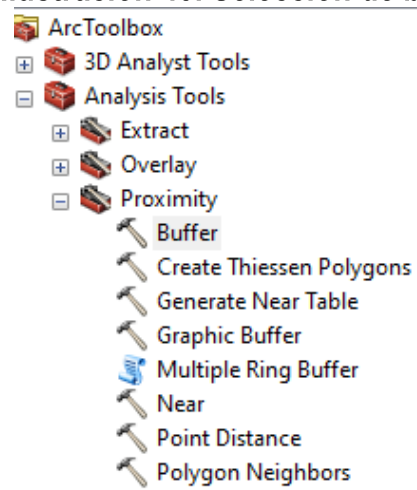 ArcToolbox
3D Analyst Tools
Analysis Tools
Extract
Overlay
Proximity
Buffer
Create Thiessen Polygons
Generate Near Table
Graphic Buffer
Multiple Ring Buffer
Near
Point Distance
Polygon Neighbors